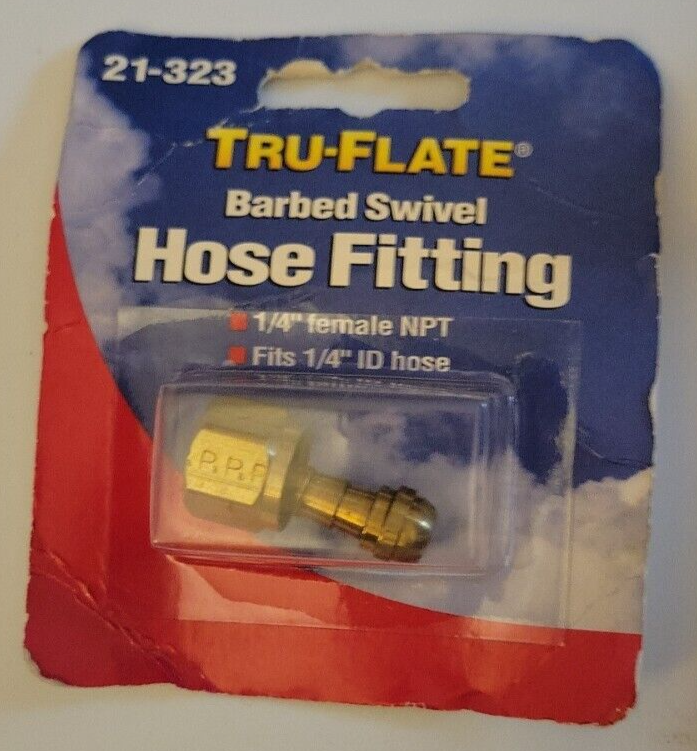 21-323
TRU-FLATE®
Barbed Swivel
Hose Fitting
1/4" female NPT
Fits 1/4" ID hose
P.P.P